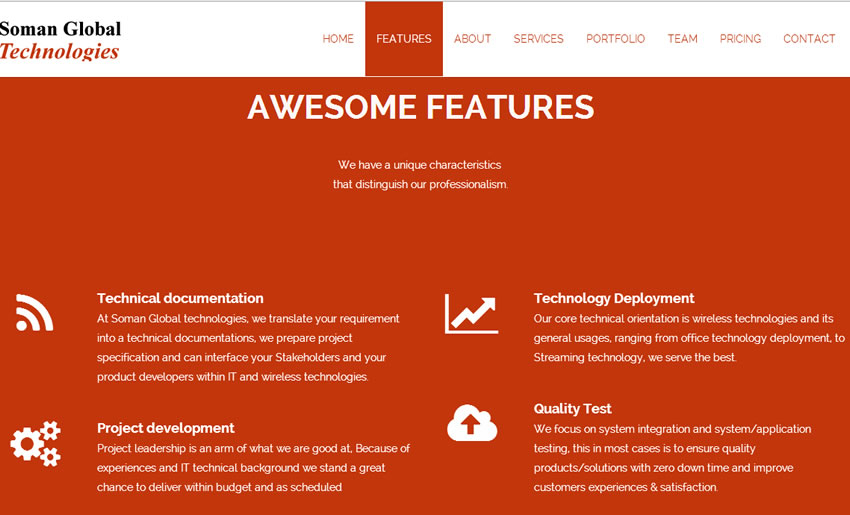 Soman Global
Technologies
HOME FEATURES ABOUT SERVICES PORTFOLIO TEAM PRICING CONTACT
AWESOME FEATURES
We have a unique characteristics
that distinguish our professionalism.
Technical documentation
At Soman Global technologies, we translate your requirement
into a technical documentations, we prepare project
specification and can interface your Stakeholders and your
product developers within IT and wireless technologies.
Technology Deployment
Our core technical orientation is wireless technologies and its
general usages, ranging from office technology deployment, to
Streaming technology, we serve the best.
Project development
Project leadership is an arm of what we are good at, Because of
experiences and IT technical background we stand a great
chance to deliver within budget and as scheduled
Quality Test
We focus on system integration and system/application
testing, this in most cases is to ensure quality
products/solutions with zero down time and improve
customers experiences & satisfaction.